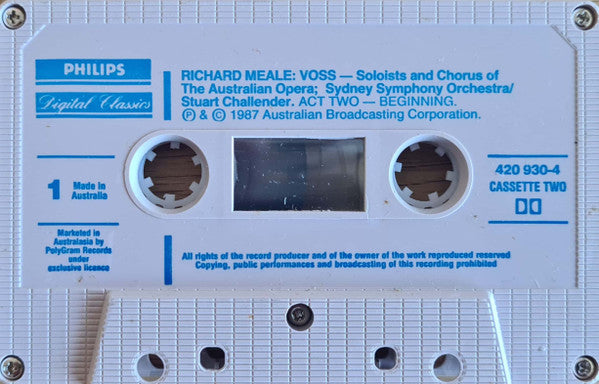 PHILIPS
Digital Classics
RICHARD MEALE: VOSS — Soloists and Chorus of
The Australian Opera; Sydney Symphony Orchestra/
Stuart Challender. ACT TWO — BEGINNING.
Ⓟ & © 1987 Australian Broadcasting Corporation.
1 Made in
Australia
420 930-4
CASSETTE TWO
Marketed in
Australasia by
PolyGram Records
under
exclusive licence
All rights of the record producer and of the owner of the work reproduced reserved
Copying, public performances and broadcasting of this recording prohibited